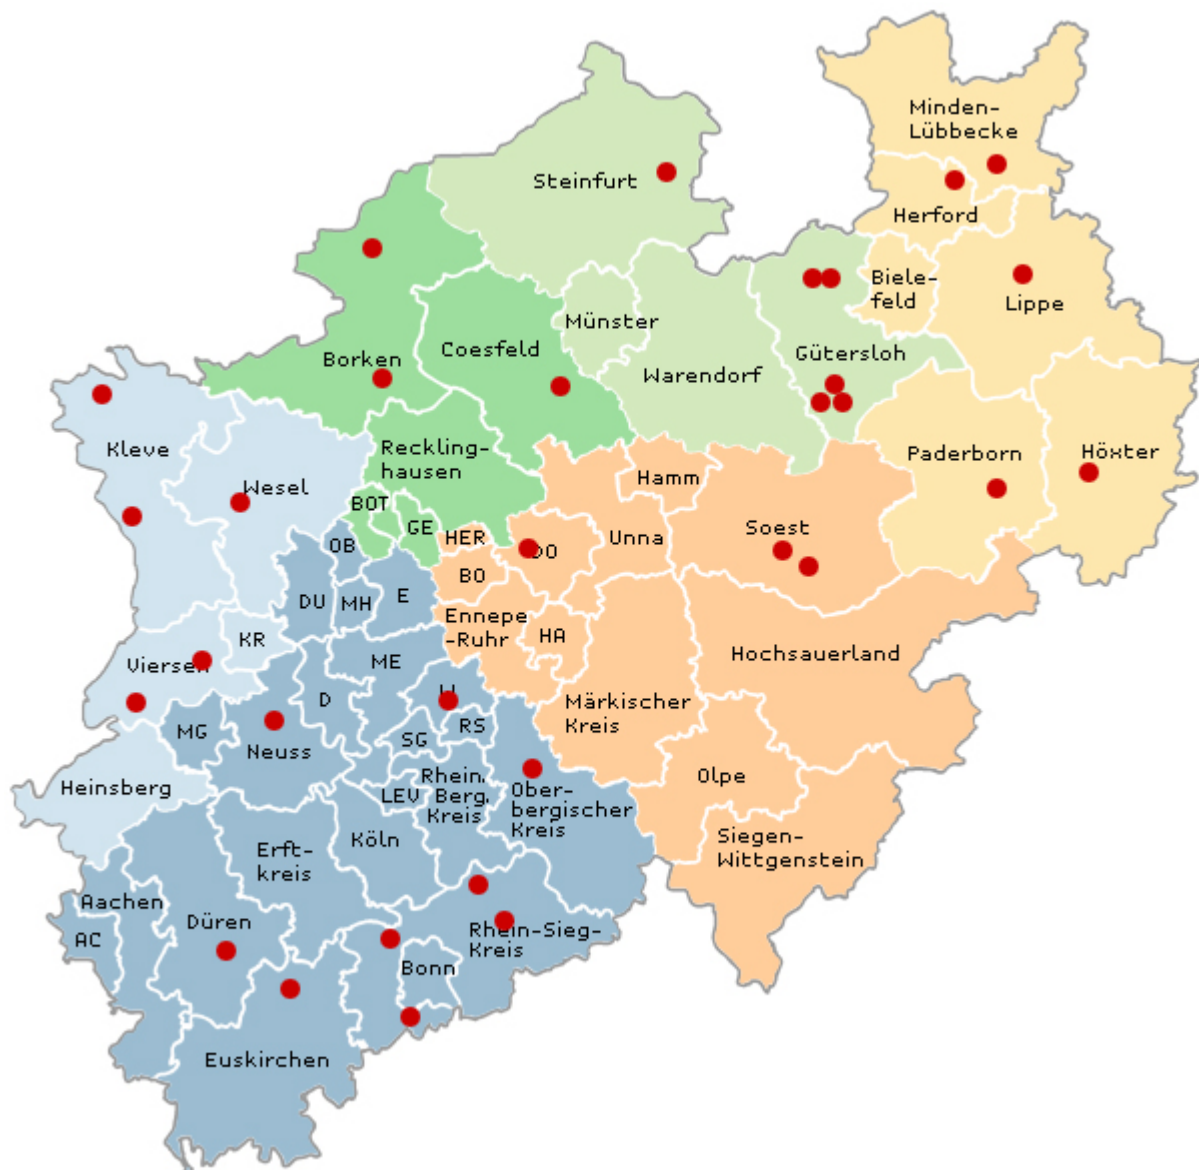 Minden-
Lübbecke
Steinfurt
Herford
Biele-
feld
Lippe
Münster
Coesfeld
Borken
Gütersloh
Warendorf
Kleve
Reckling-
hausen
Wesel
Hamm
Paderborn
Höxter
BOT
GE
HER
OB
DO
Unna
Soest
BO
DU
MH
E
Ennepe
-Ruhr
HA
KR
Viersen
ME
Hochsauerland
Märkischer
Kreis
D
W
MG
Neuss
SG
RS
Heinsberg
Rhein.
Berg.
Kreis
LEV
Ober-
bergischer
Kreis
Olpe
Köln
Erft-
kreis
Siegen-
Wittgenstein
Aachen
AC
Düren
Rhein-Sieg-
Kreis
Bonn
Euskirchen